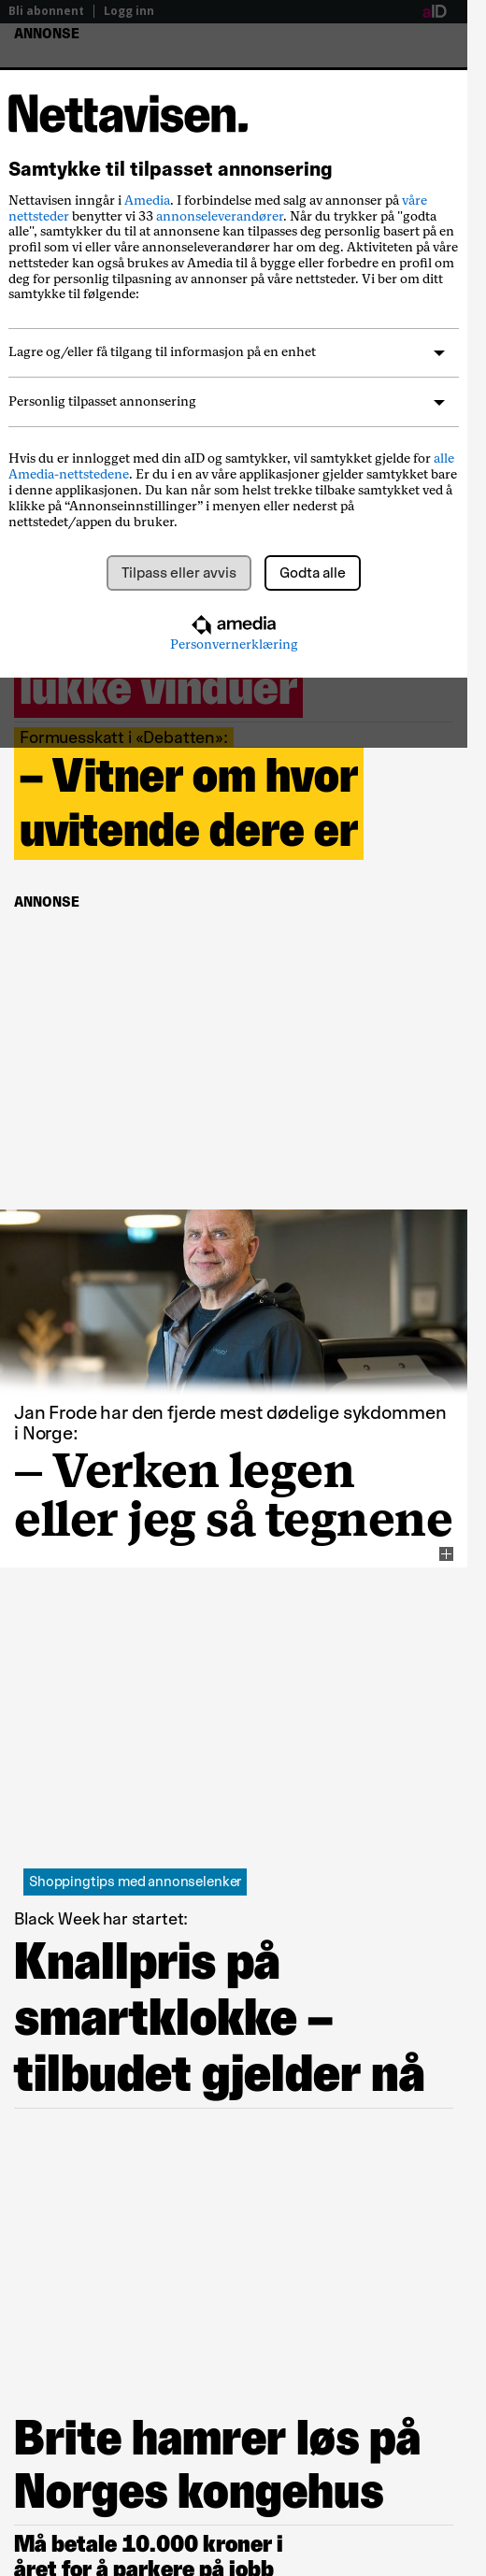 Bli abonnent | Logg inn aID
ANNONSE
Nettavisen.
Samtykke til tilpasset annonsering
Nettavisen inngår i Amedia. I forbindelse med salg av annonser på våre
nettsteder benytter vi 33 annonseleverandører. Når du trykker på "godta
alle", samtykker du til at annonsene kan tilpasses deg personlig basert på en
profil som vi eller våre annonseleverandører har om deg. Aktiviteten på våre
nettsteder kan også brukes av Amedia til å bygge eller forbedre en profil om
deg for personlig tilpasning av annonser på våre nettsteder. Vi ber om ditt
samtykke til følgende:
Lagre og/eller få tilgang til informasjon på en enhet
Personlig tilpasset annonsering
Hvis du er innlogget med din aID og samtykker, vil samtykket gjelde for alle
Amedia-nettstedene. Er du i en av våre applikasjoner gjelder samtykket bare
i denne applikasjonen. Du kan når som helst trekke tilbake samtykket ved å
klikke på “Annonseinnstillinger” i menyen eller nederst på
nettstedet/appen du bruker.
Tilpass eller avvis Godta alle
amedia
Personvernerklæring
lukke vinduer
Formuesskatt i «Debatten»:
– Vitner om hvor
uvitende dere er
ANNONSE
Jan Frode har den fjerde mest dødelige sykdommen
i Norge:
– Verken legen
eller jeg så tegnene
Shoppingtips med annonselenker
Black Week har startet:
Knallpris på
smartklokke –
tilbudet gjelder nå
Brite hamrer løs på
Norges kongehus
Må betale 10.000 kroner i
året for å parkere på jobb